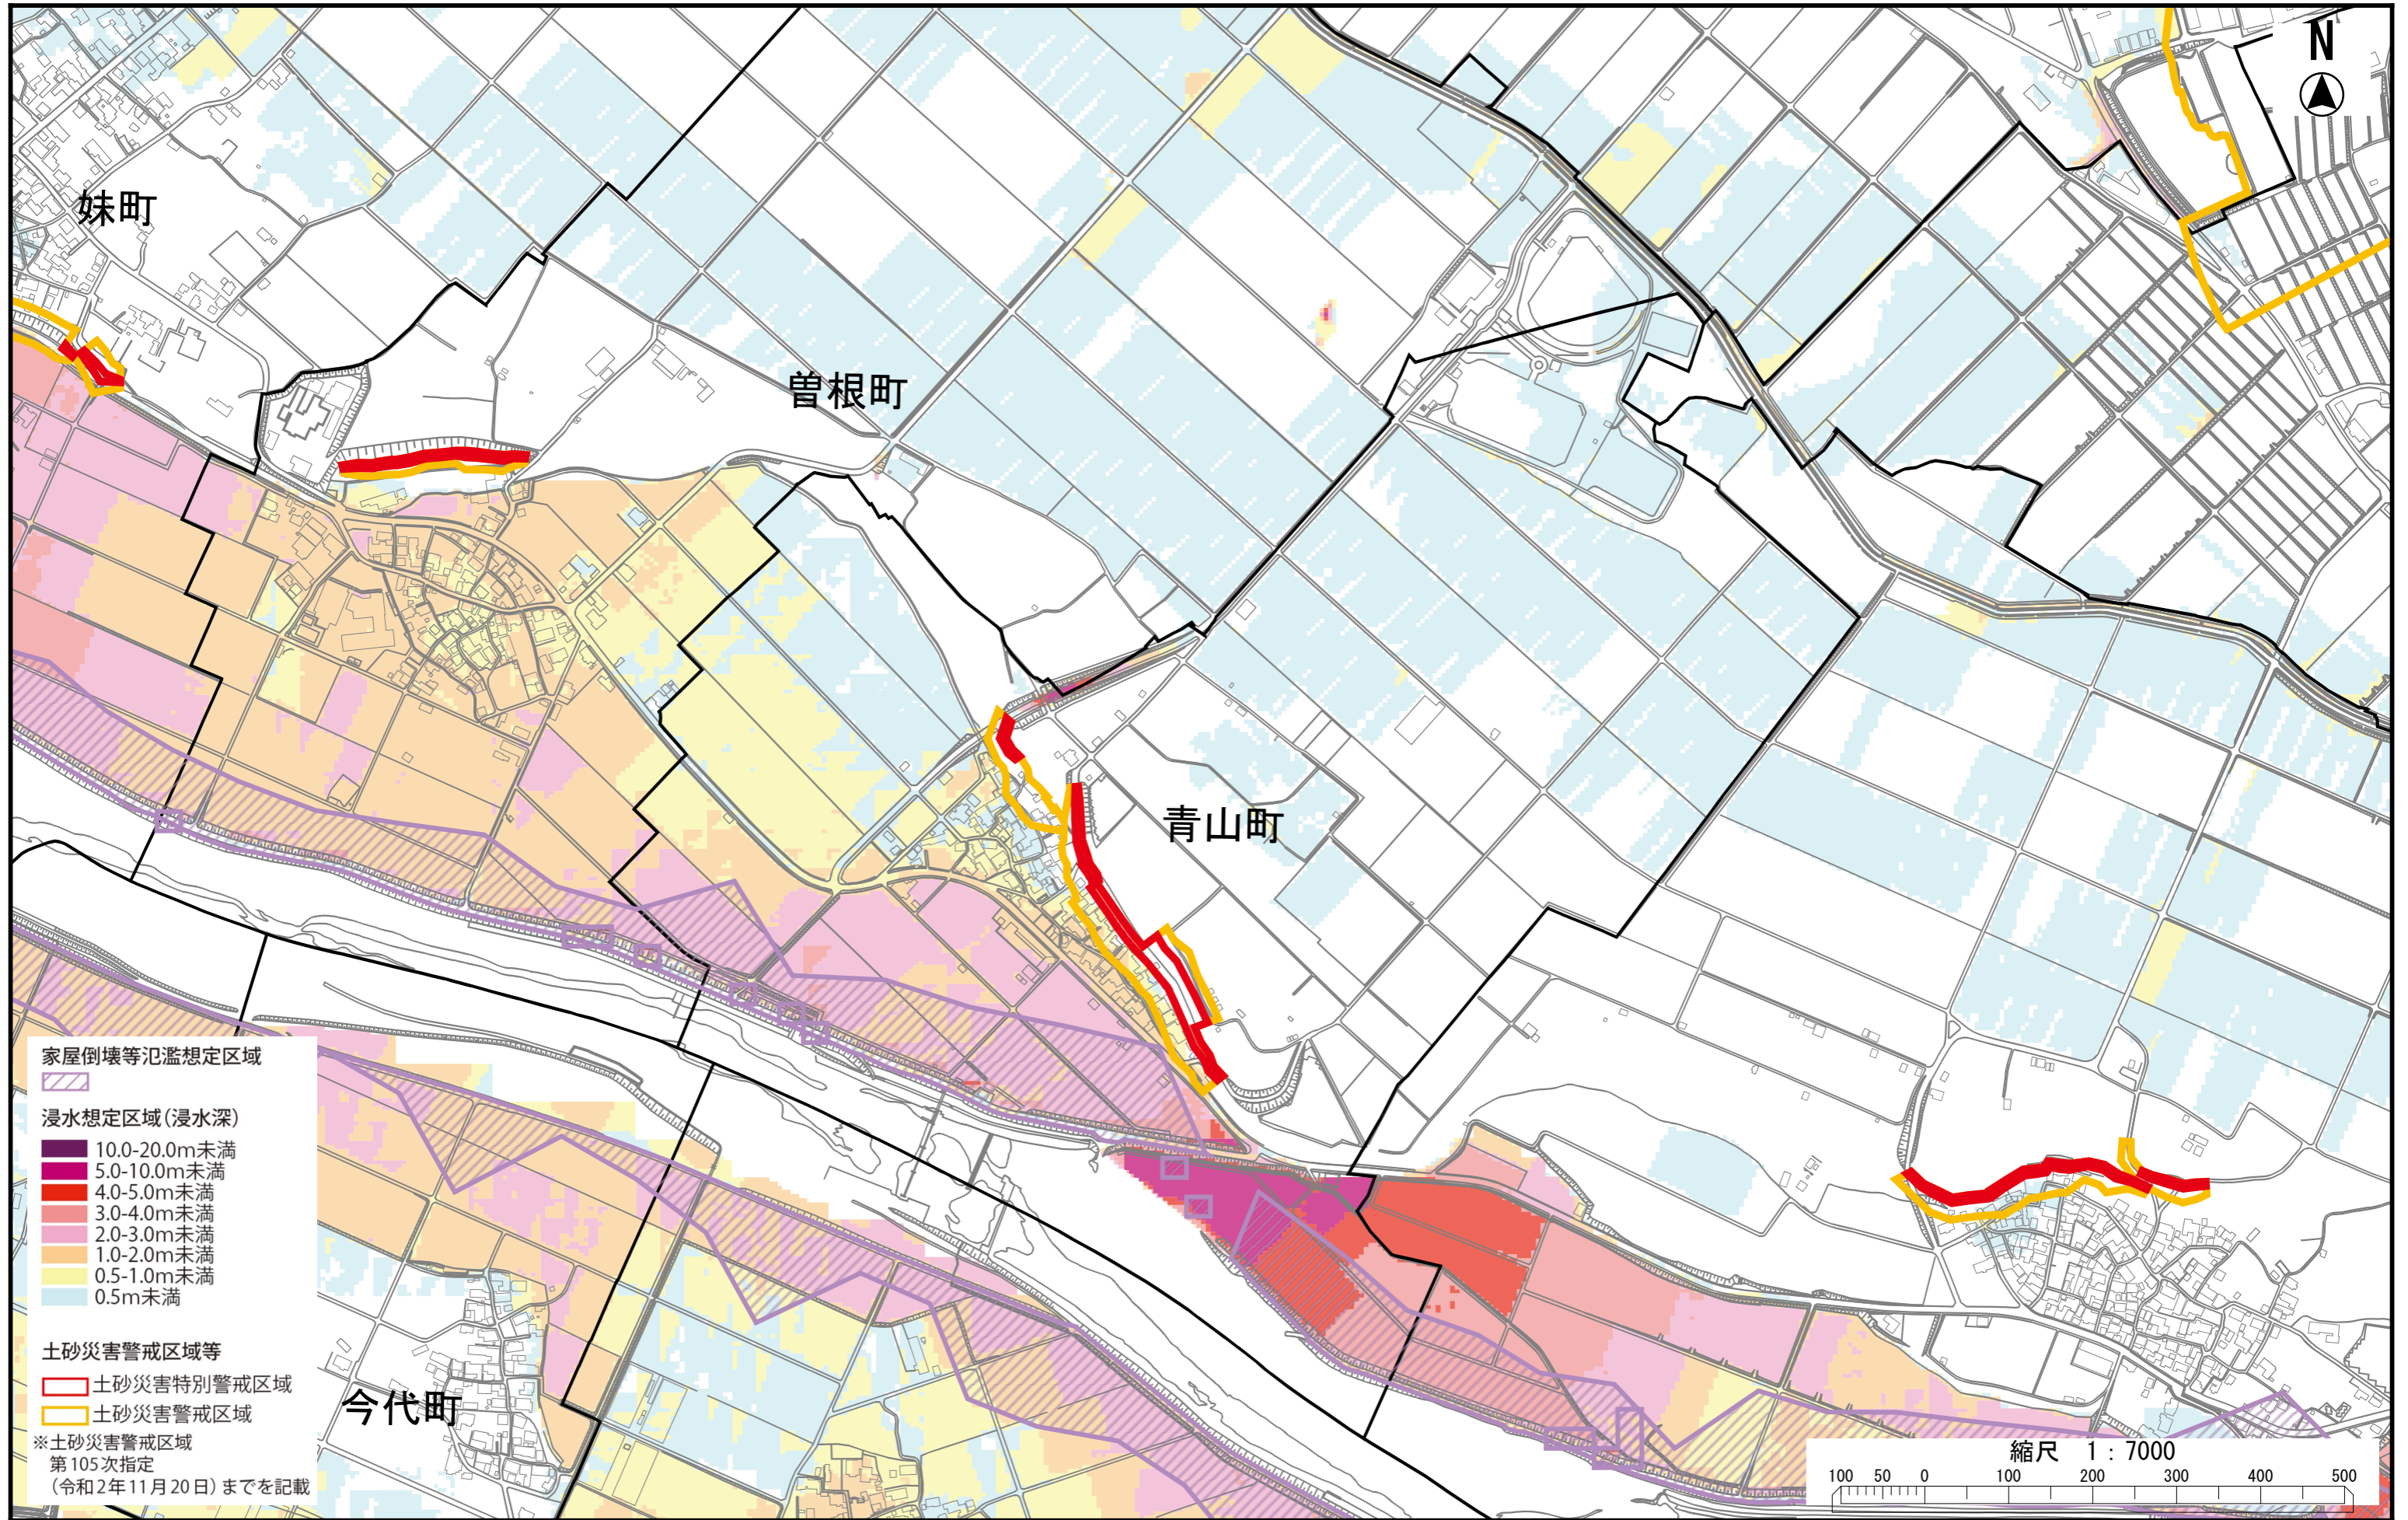 N
妹町
曽根町
青山町
今代町
家屋倒壊等氾濫想定区域
浸水想定区域(浸水深)
10.0-20.0m未満
5.0-10.0m未満
4.0-5.0m未満
3.0-4.0m未満
2.0-3.0m未満
1.0-2.0m未満
0.5-1.0m未満
0.5m未満
土砂災害警戒区域等
土砂災害特別警戒区域
土砂災害警戒区域
※土砂災害警戒区域
第105次指定
(令和2年11月20日)までを記載
縮尺 1:7000
100 50 0 100 200 300 400 500